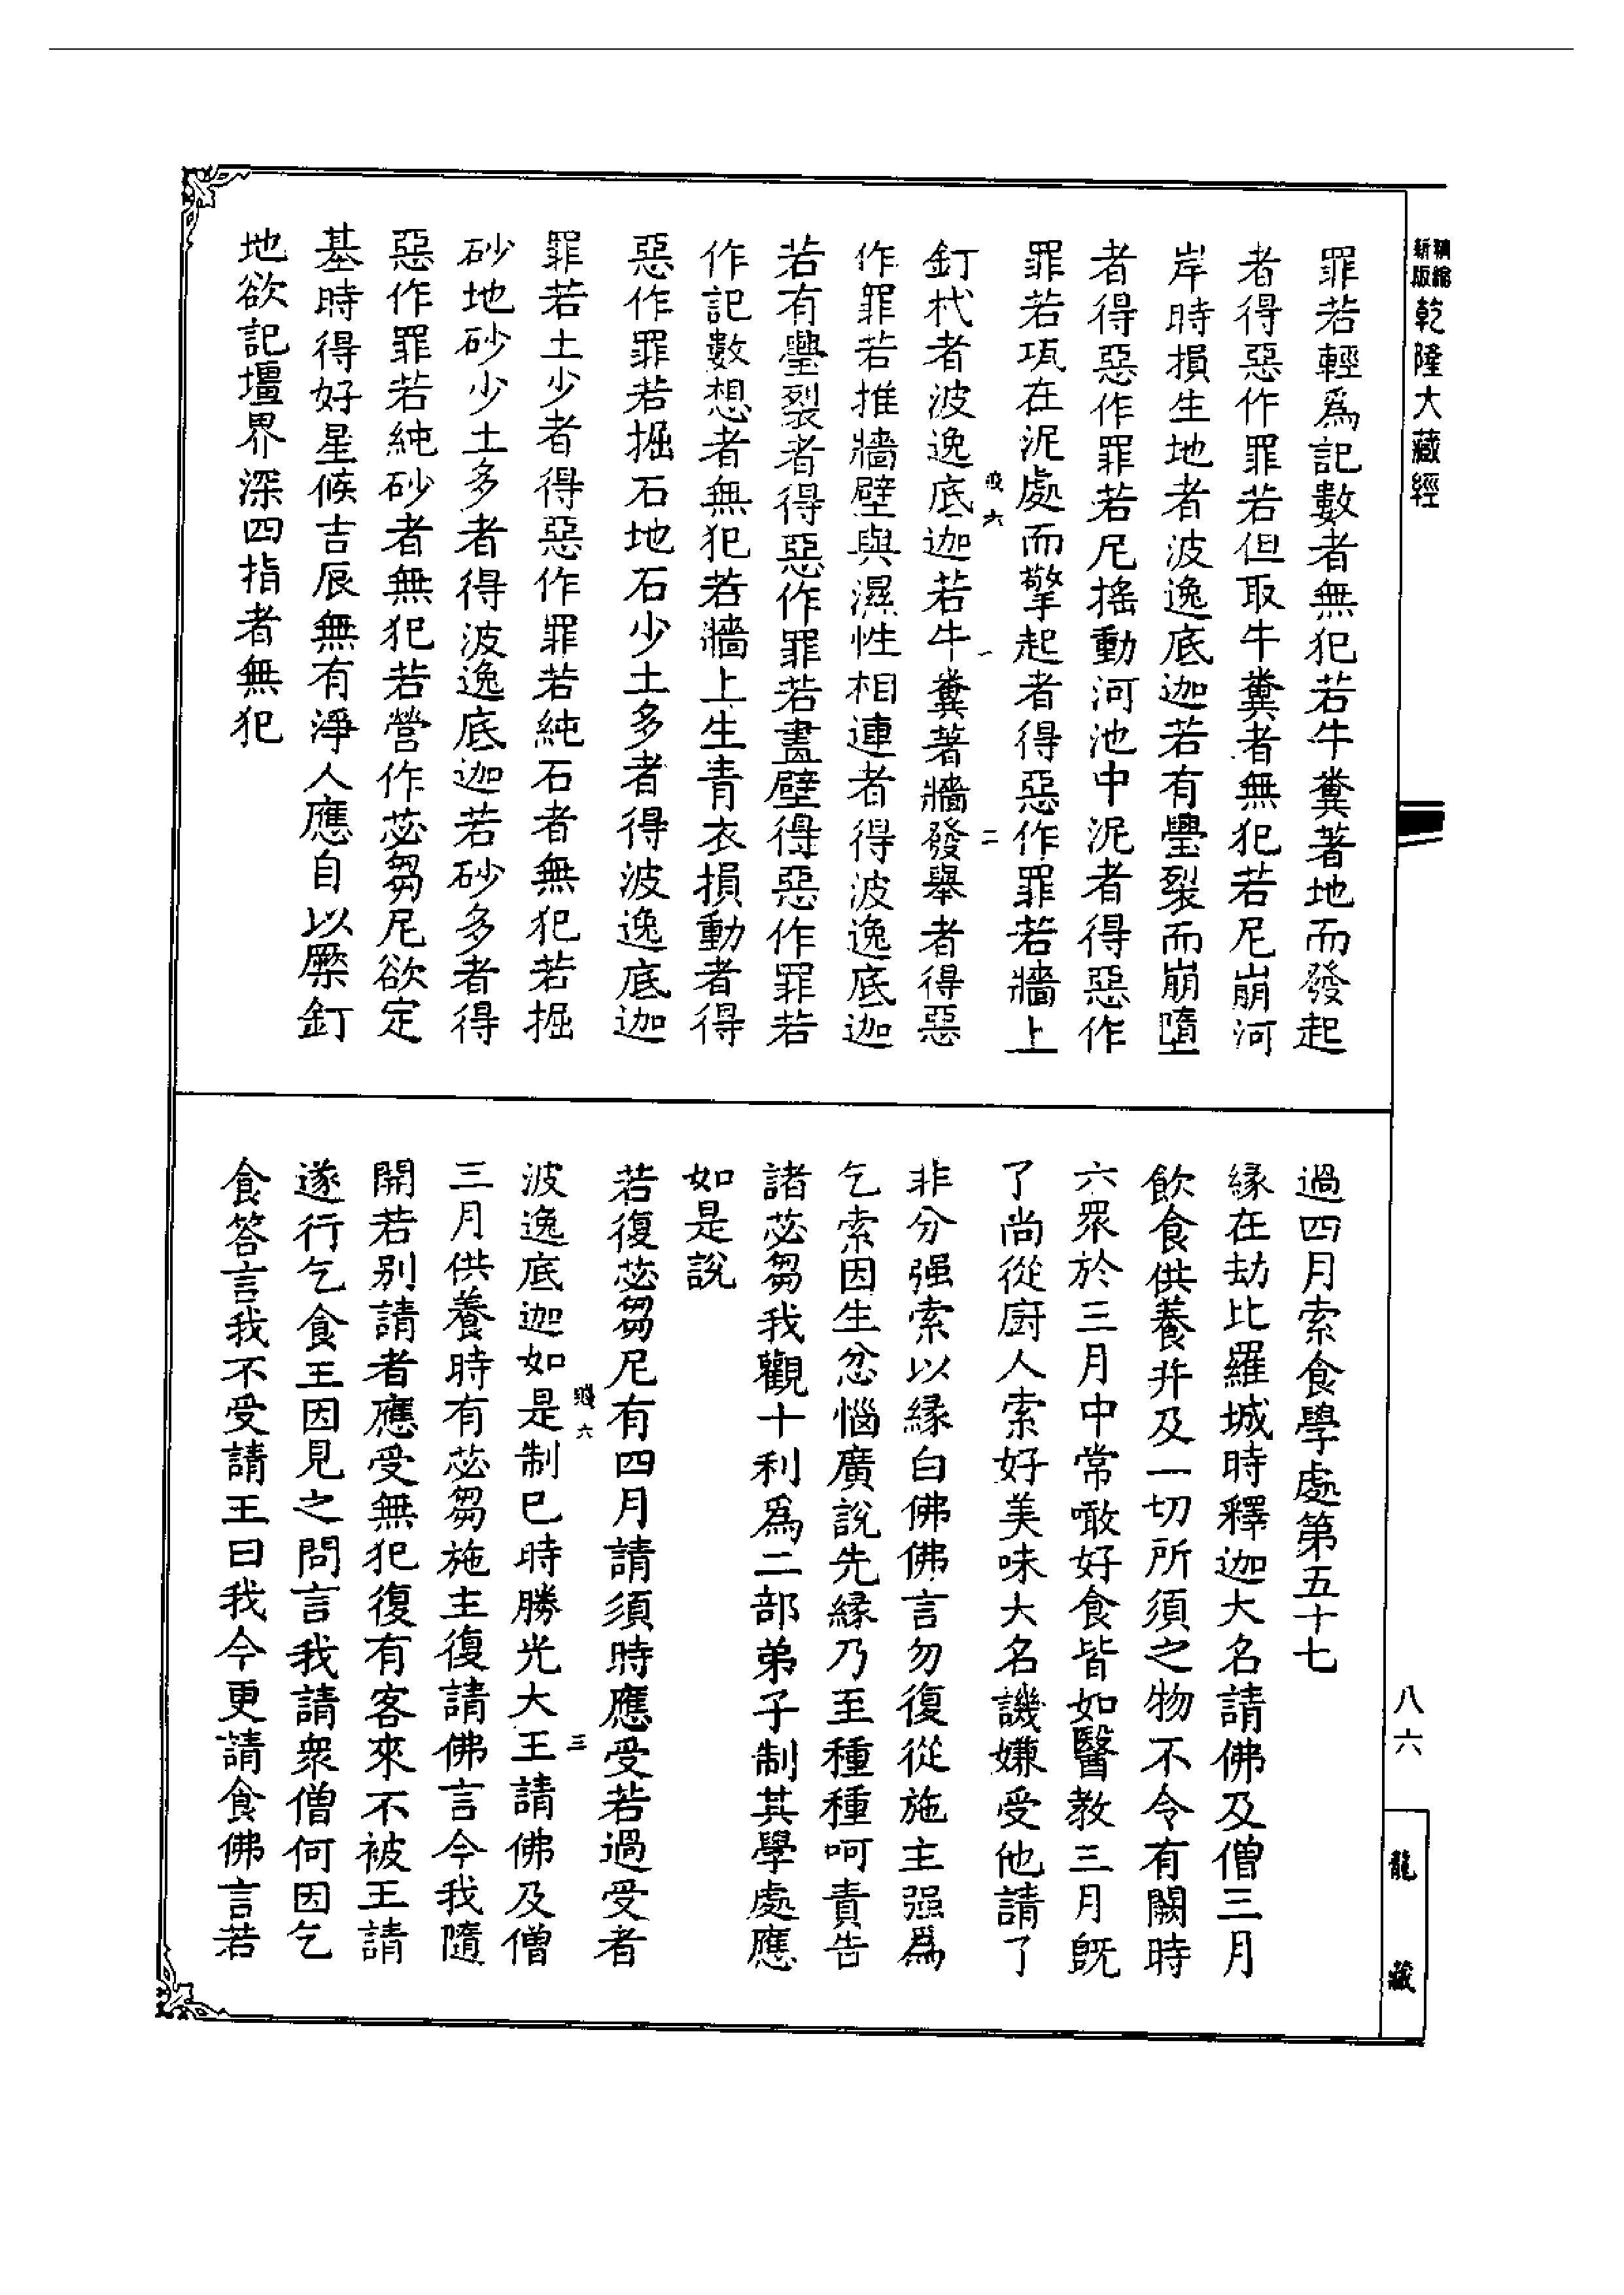 新版精縮乾隆大藏經
罪若輕爲記數者無犯若牛糞著地而發起
者得惡作罪若但取牛糞者無犯若尼崩河
岸時損生地者波逸底迦若有璺裂而崩墮
者得惡作罪若尼搖動河池中泥者得惡作
罪若瓨在泥處而擎起者得惡作罪若牆上
六 一 二
釘杙者波逸底迦若牛糞著牆發舉者得惡
作罪若推牆壁與濕性相連者得波逸底迦
若有璺裂者得惡作罪若畫壁得惡作罪若
作記數想者無犯若牆上生青衣損動者得
惡作罪若掘石地石少土多者得波逸底迦
罪若土少者得惡作罪若純石者無犯若掘
砂地砂少土多者得波逸底迦若砂多者得
惡作罪若純砂者無犯若營作苾芻尼欲定
基時得好星候吉辰無有淨人應自以橜釘
地欲記壃界深四指者無犯
過四月索食學處第五十七
緣在劫比羅城時釋迦大名請佛及僧三月
飲食供養幷及一切所須之物不令有闕時
六眾於三月中常噉好食皆如醫教三月既
了尚從廚人索好美味大名譏嫌受他請了
非分强索以緣白佛佛言勿復從施主强爲
乞索因生忿惱廣說先緣乃至種種呵責告
諸苾芻我觀十利爲二部弟子制其學處應
如是說
若復苾芻尼有四月請須時應受若過受者
六 三
波逸底迦如是制已時勝光大王請佛及僧
三月供養時有苾芻施主復請佛言今我隨
開若別請者應受無犯復有客來不被王請
遂行乞食王因見之問言我請衆僧何因乞
食答言我不受請王曰我今更請食佛言若
八六
龍藏